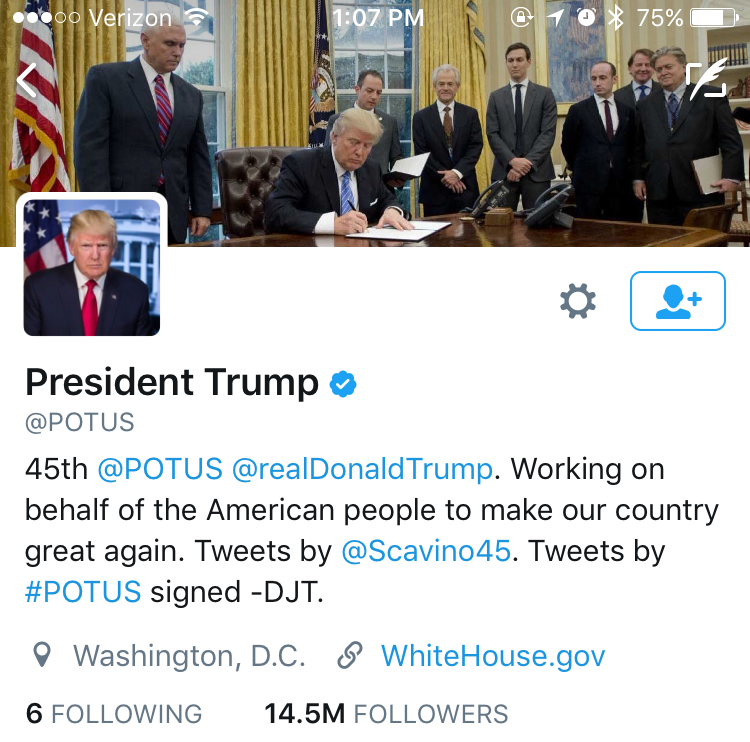 Verizon 1:07 PM 75%
President Trump
@POTUS
45th @POTUS @realDonaldTrump. Working on
behalf of the American people to make our country
great again. Tweets by @Scavino45. Tweets by
#POTUS signed -DJT.
Washington, D.C. WhiteHouse.gov
6 FOLLOWING 14.5M FOLLOWERS